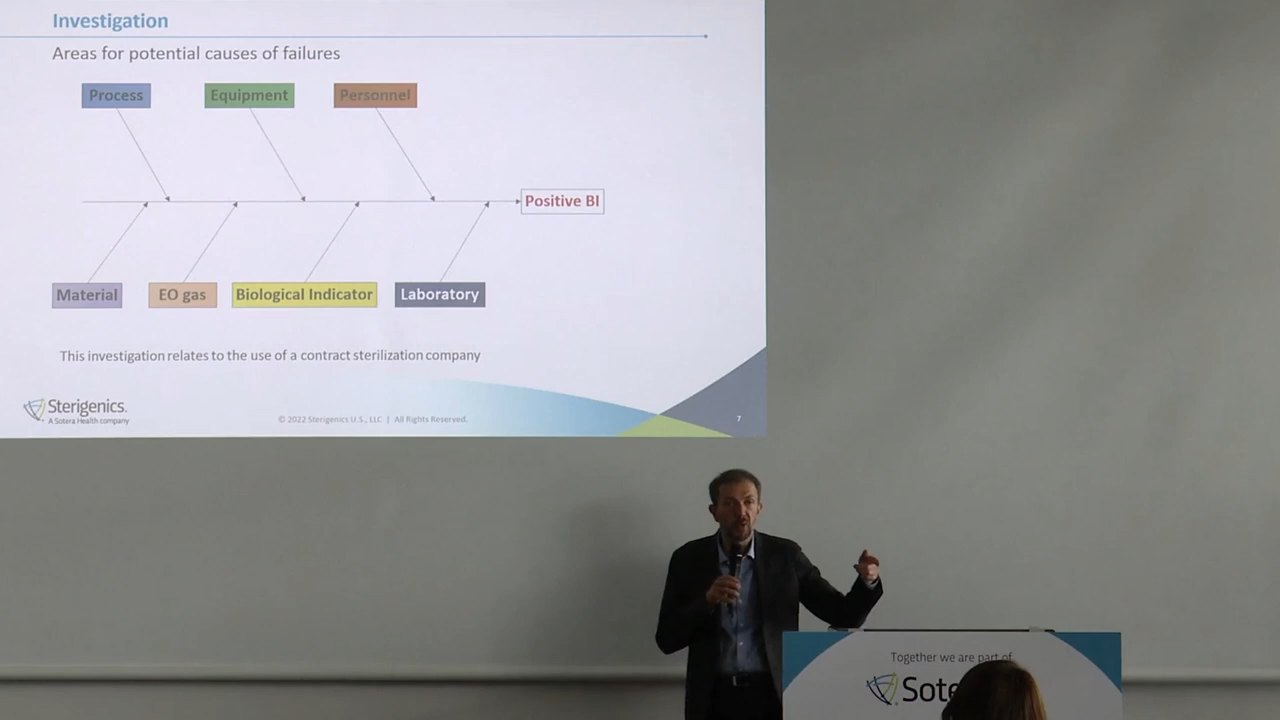 Investigation
Areas for potential causes of failures
Process Equipment Personnel
Positive BI
Material EO gas Biological Indicator Laboratory
This investigation relates to the use of a contract sterilization company
Sterigenics.
A Sotera Health company
© 2022 Sterigenics U.S., LLC | All Rights Reserved.
7
Together we are part of
Sote